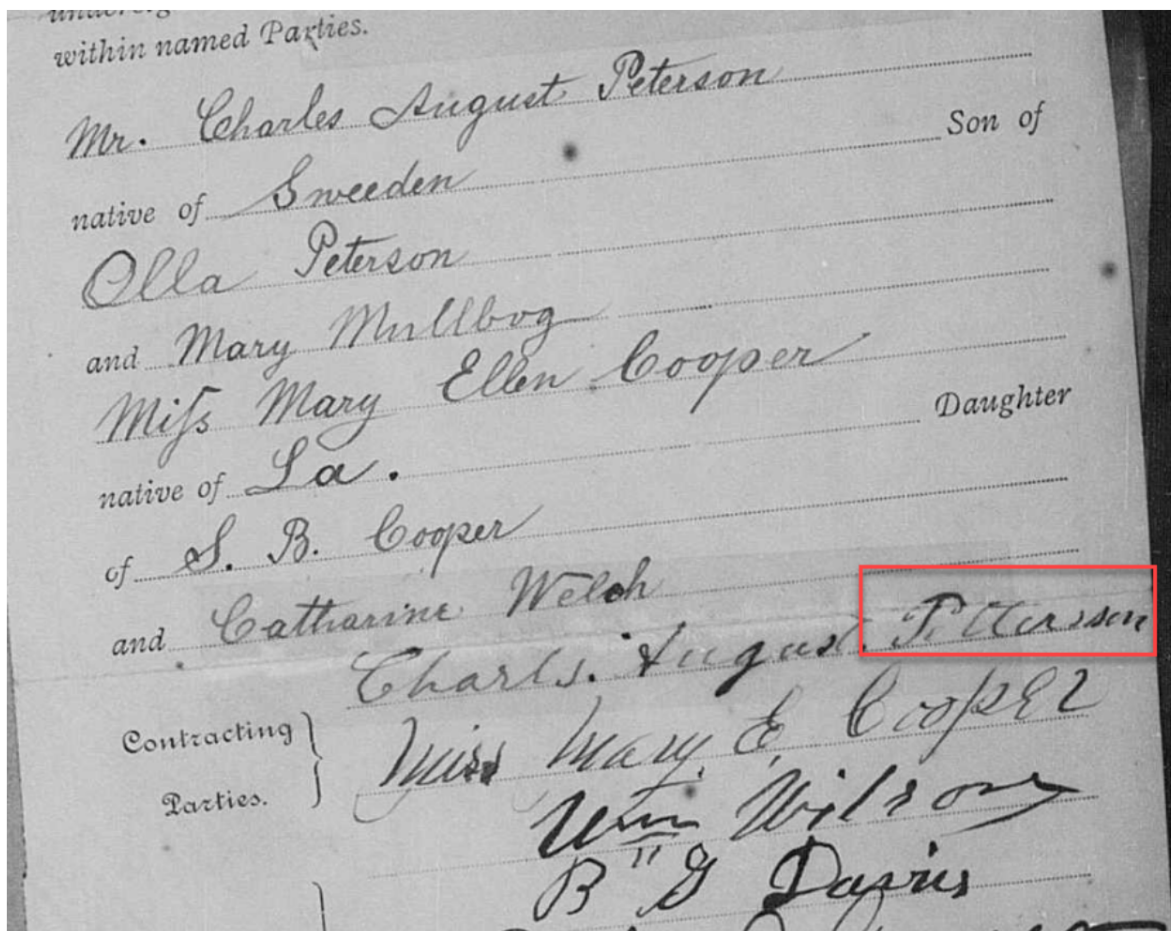 within named Parties.
Mr. Charles August Peterson
native of Sweeden Son of
Olla Peterson
and Mary Mullbog
Miſs Mary Ellen Cooper
native of La. Daughter
of S. B. Cooper
and Catharine Welch
Charls. August. Petterson
Contracting Parties.
Miss Mary. E. Cooper
Wm Wilson
B" G Davis